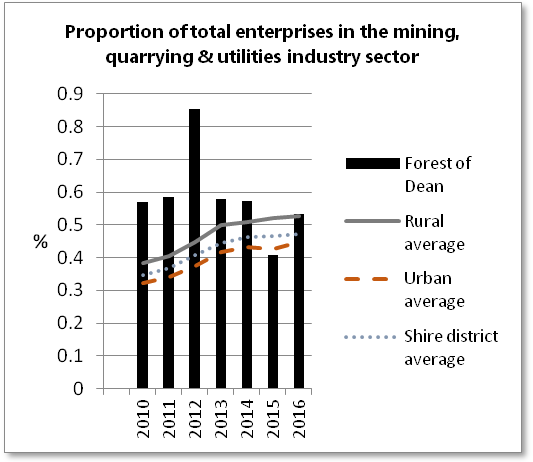 Proportion of total enterprises in the mining,
quarrying & utilities industry sector
0.9
0.8
0.7
0.6
0.5
0.4
0.3
0.2
0.1
0
%
2010
2011
2012
2013
2014
2015
2016
Forest of
Dean
Rural
average
Urban
average
Shire district
average